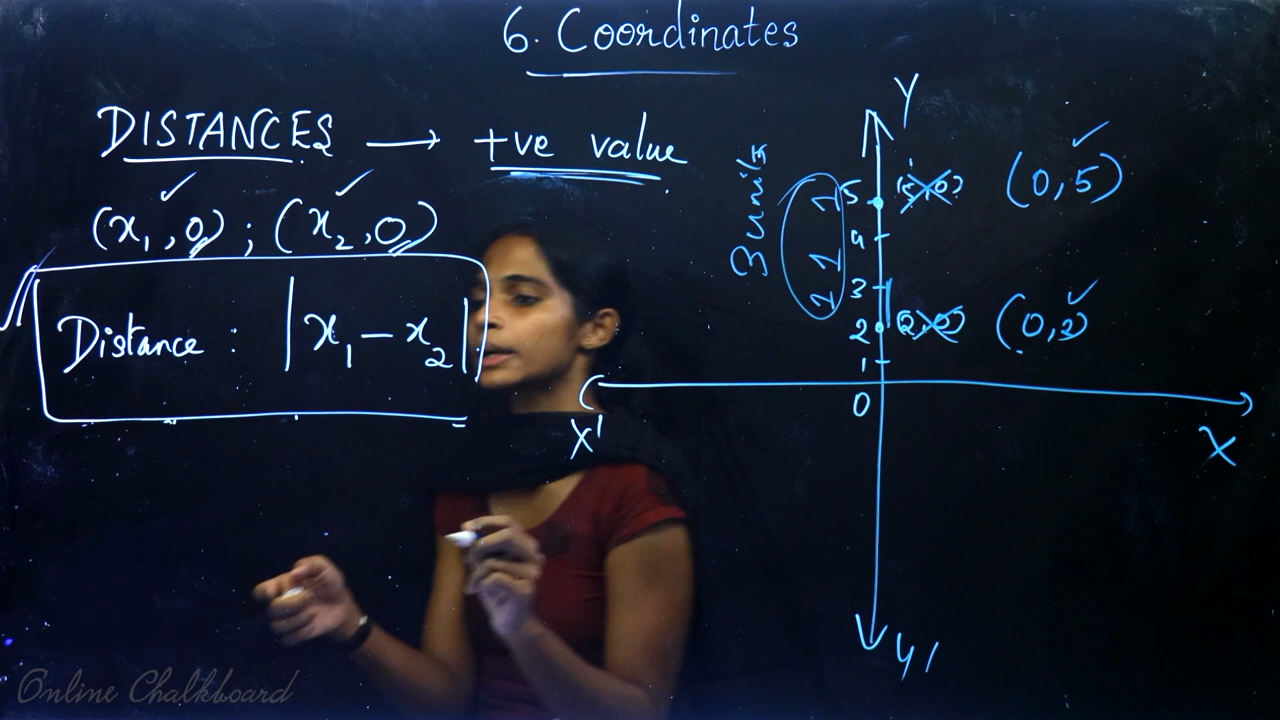 6. Coordinates
DISTANCES → +ve value
(x₁,0) ; (x₂,0)
Distance : |x₁ - x₂|
3 units
Y
5
(0,5)
4
3
2
(0,2)
1
0
X'
X
Y'
Online Chalkboard